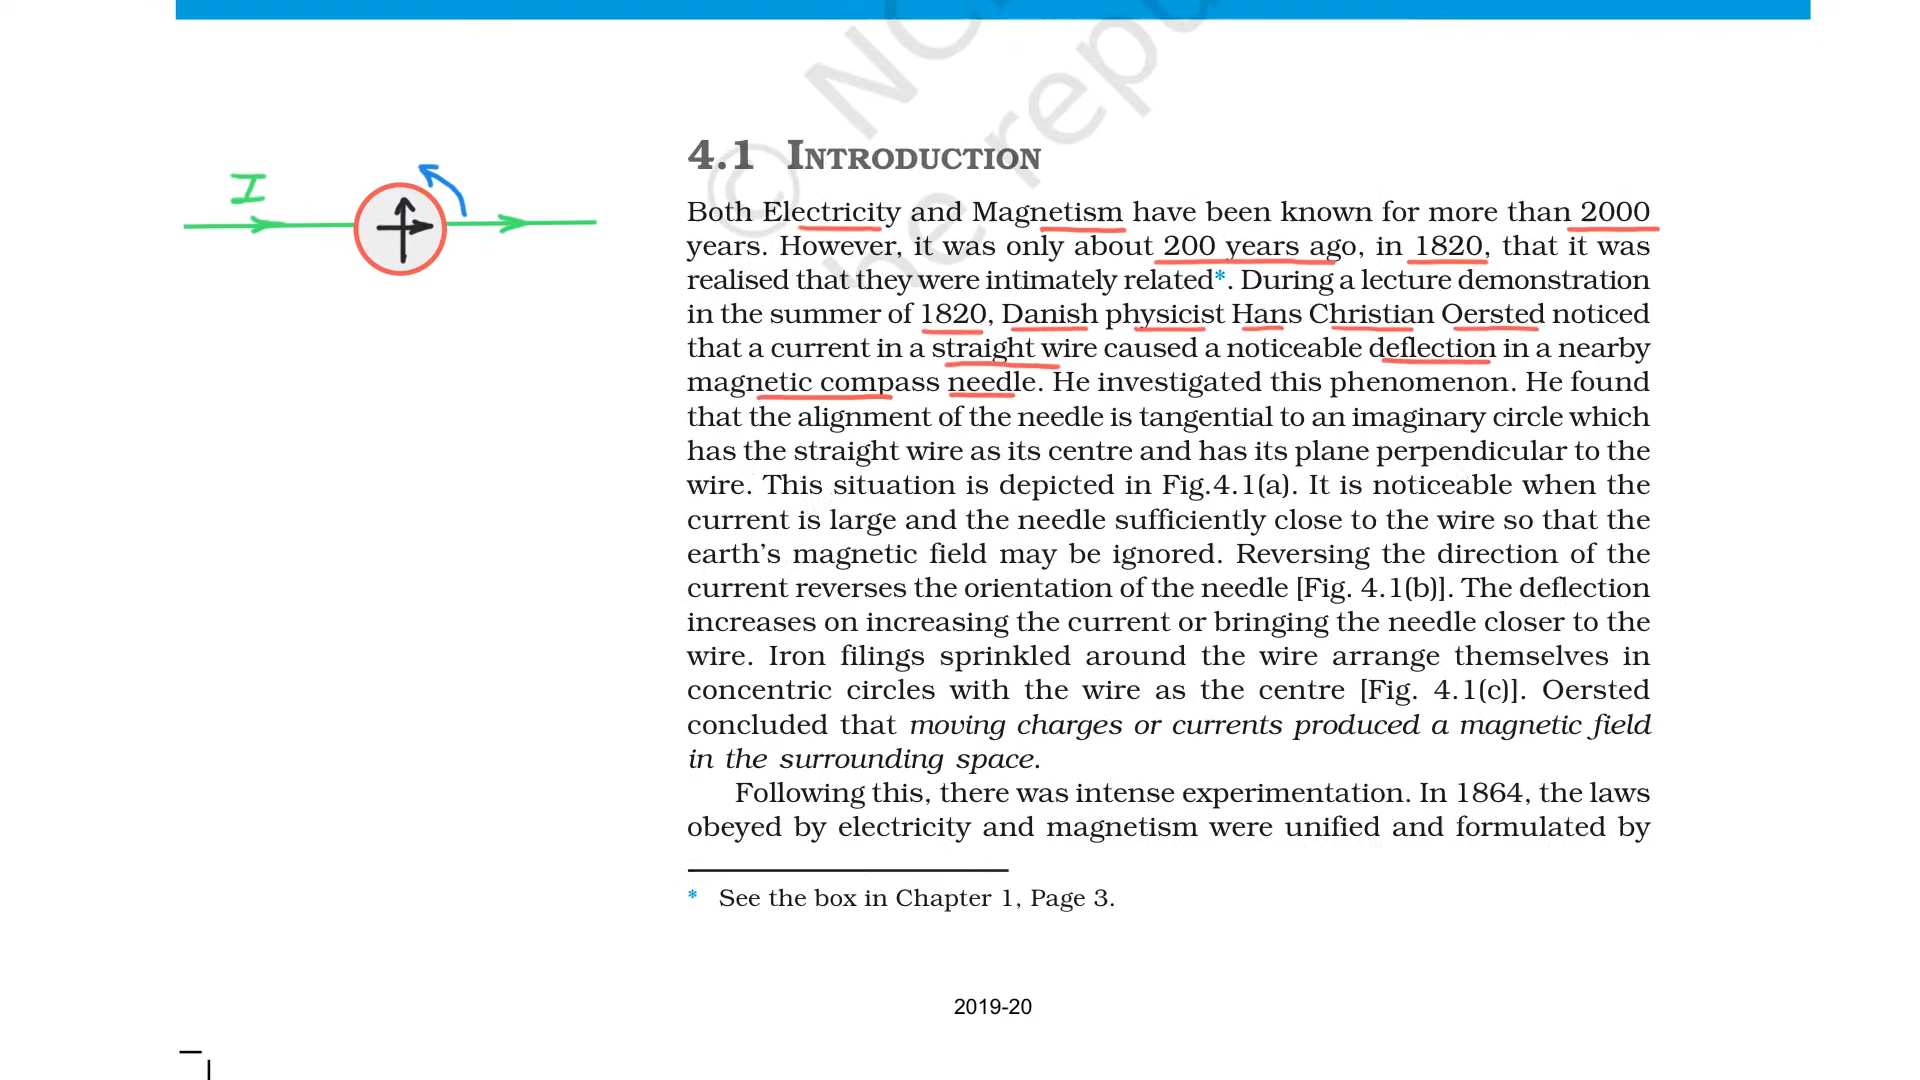 © NC
be repu
4.1 INTRODUCTION
I
Both Electricity and Magnetism have been known for more than 2000
years. However, it was only about 200 years ago, in 1820, that it was
realised that they were intimately related*. During a lecture demonstration
in the summer of 1820, Danish physicist Hans Christian Oersted noticed
that a current in a straight wire caused a noticeable deflection in a nearby
magnetic compass needle. He investigated this phenomenon. He found
that the alignment of the needle is tangential to an imaginary circle which
has the straight wire as its centre and has its plane perpendicular to the
wire. This situation is depicted in Fig.4.1(a). It is noticeable when the
current is large and the needle sufficiently close to the wire so that the
earth's magnetic field may be ignored. Reversing the direction of the
current reverses the orientation of the needle [Fig. 4.1(b)]. The deflection
increases on increasing the current or bringing the needle closer to the
wire. Iron filings sprinkled around the wire arrange themselves in
concentric circles with the wire as the centre [Fig. 4.1(c)]. Oersted
concluded that moving charges or currents produced a magnetic field
in the surrounding space.
Following this, there was intense experimentation. In 1864, the laws
obeyed by electricity and magnetism were unified and formulated by
* See the box in Chapter 1, Page 3.
2019-20